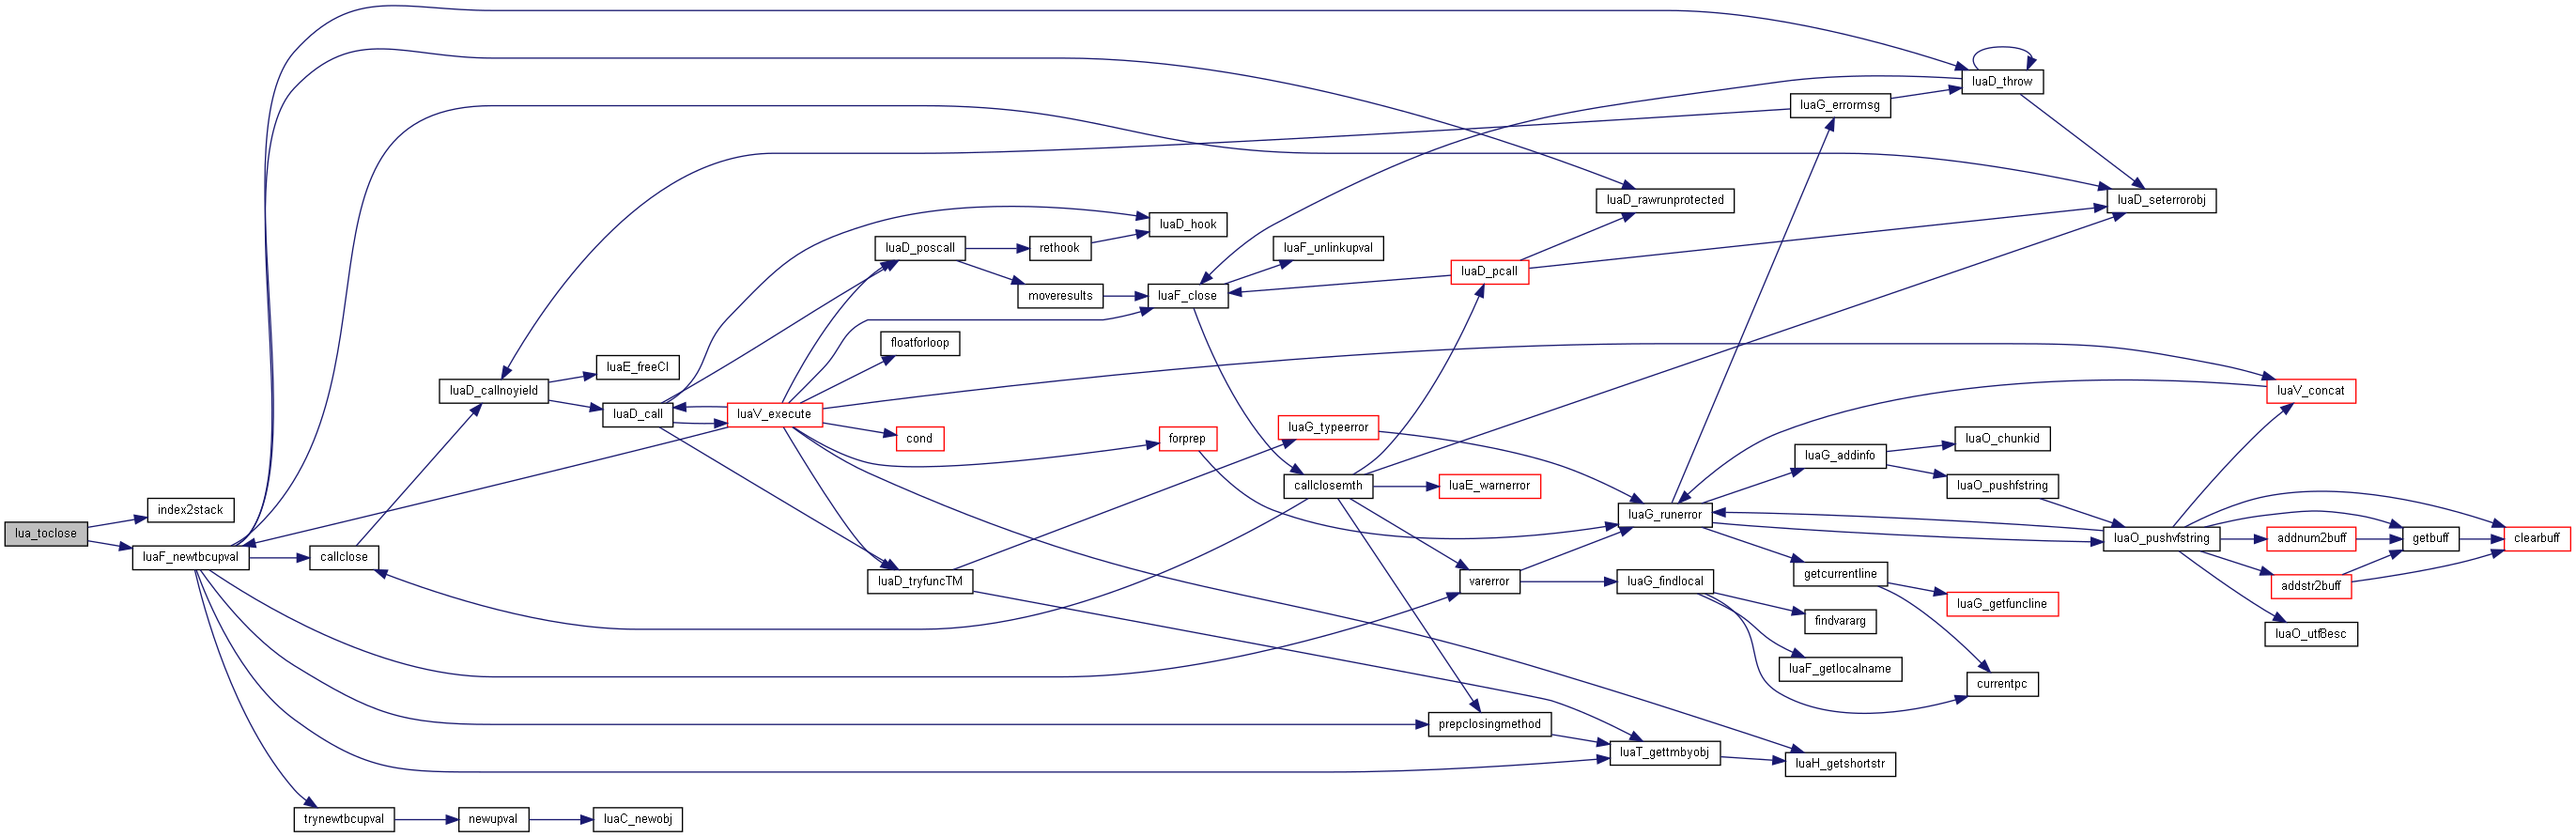 lua_toclose
index2stack
luaF_newtbcupval
callclose
trynewtbcupval
newupval
luaC_newobj
luaD_callnoyield
luaE_freeCI
luaD_call
luaV_execute
luaD_poscall
rethook
moveresults
luaD_hook
floatforloop
cond
luaD_tryfuncTM
luaF_close
luaF_unlinkupval
forprep
luaG_typeerror
callclosemth
luaE_warnerror
luaD_pcall
varerror
prepclosingmethod
luaD_rawrunprotected
luaG_runerror
luaG_findlocal
luaT_gettmbyobj
luaG_errormsg
luaG_addinfo
getcurrentline
findvararg
luaF_getlocalname
luaH_getshortstr
luaD_throw
luaO_chunkid
luaO_pushfstring
luaG_getfuncline
currentpc
luaD_seterrorobj
luaO_pushvfstring
luaV_concat
addnum2buff
addstr2buff
luaO_utf8esc
getbuff
clearbuff